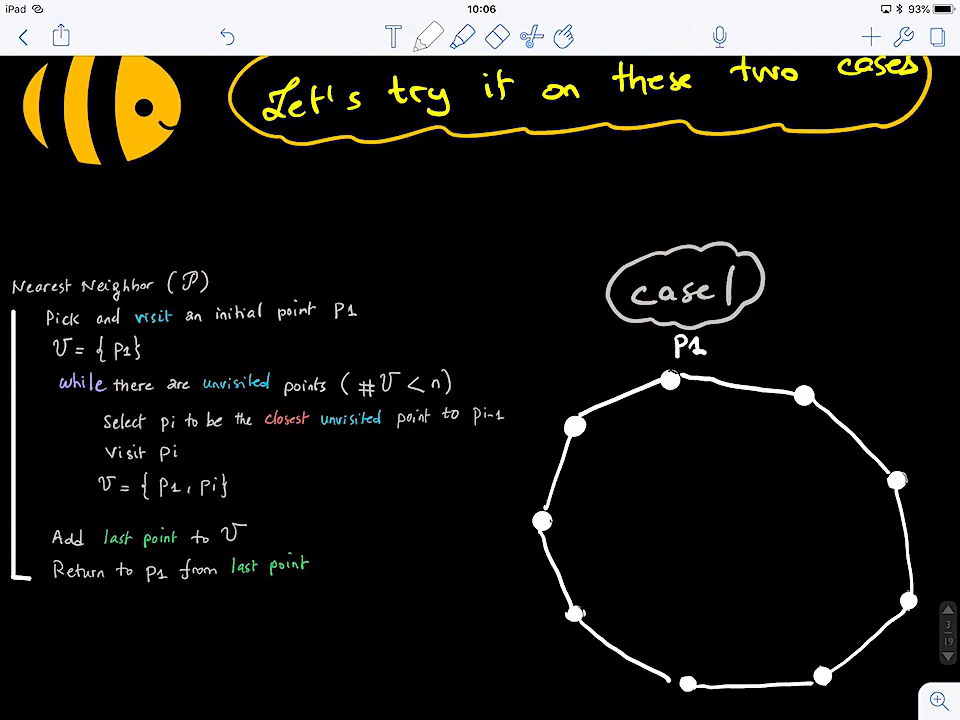 iPad
10:06
93%
T
Let's try it on these two cases
Nearest Neighbor (P)
Pick and visit an initial point P1
V = { P1}
while there are unvisited points ( # V < n)
Select pi to be the closest unvisited point to pi-1
Visit pi
V = { P1, Pi}
Add last point to V
Return to P1 from last point
case 1
P1
3
19